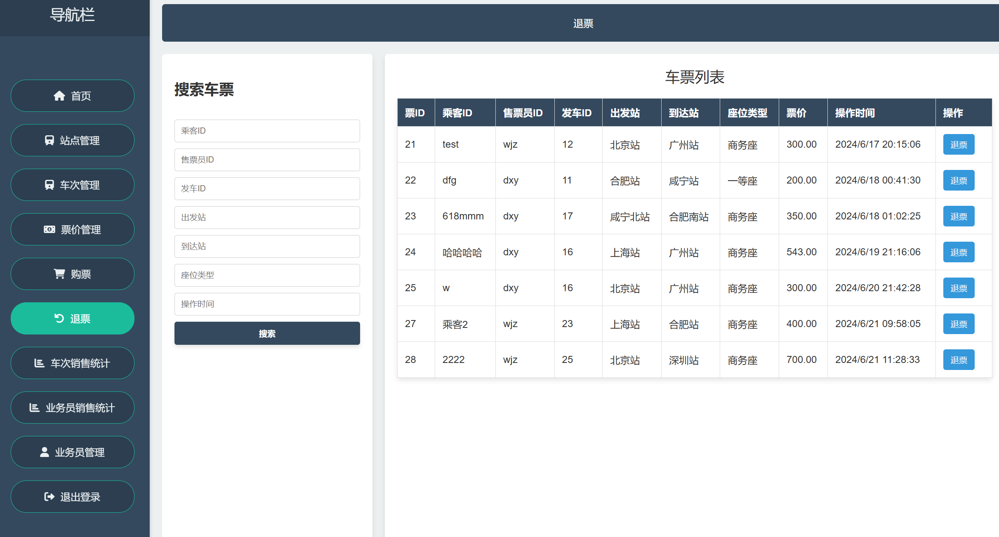 导航栏
首页
站点管理
车次管理
票价管理
购票
退票
车次销售统计
业务员销售统计
业务员管理
退出登录
退票
搜索车票
乘客ID
售票员ID
发车ID
出发站
到达站
座位类型
操作时间
搜索
车票列表
票ID 乘客ID 售票员ID 发车ID 出发站 到达站 座位类型 票价 操作时间 操作
21 test wjz 12 北京站 广州站 商务座 300.00 2024/6/17 20:15:06 退票
22 dfg dxy 11 合肥站 咸宁站 一等座 200.00 2024/6/18 00:41:30 退票
23 618mmm dxy 17 咸宁北站 合肥南站 商务座 350.00 2024/6/18 01:02:25 退票
24 哈哈哈哈 dxy 16 上海站 广州站 商务座 543.00 2024/6/19 21:16:06 退票
25 w dxy 16 北京站 广州站 商务座 300.00 2024/6/20 21:42:28 退票
27 乘客2 wjz 23 上海站 合肥站 商务座 400.00 2024/6/21 09:58:05 退票
28 2222 wjz 25 北京站 深圳站 商务座 700.00 2024/6/21 11:28:33 退票